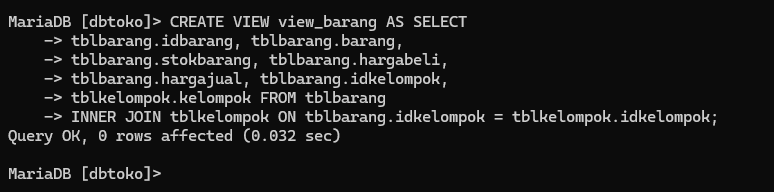 MariaDB [dbtoko]> CREATE VIEW view_barang AS SELECT
    -> tblbarang.idbarang, tblbarang.barang,
    -> tblbarang.stokbarang, tblbarang.hargabeli,
    -> tblbarang.hargajual, tblbarang.idkelompok,
    -> tblkelompok.kelompok FROM tblbarang
    -> INNER JOIN tblkelompok ON tblbarang.idkelompok = tblkelompok.idkelompok;
Query OK, 0 rows affected (0.032 sec)
MariaDB [dbtoko]>